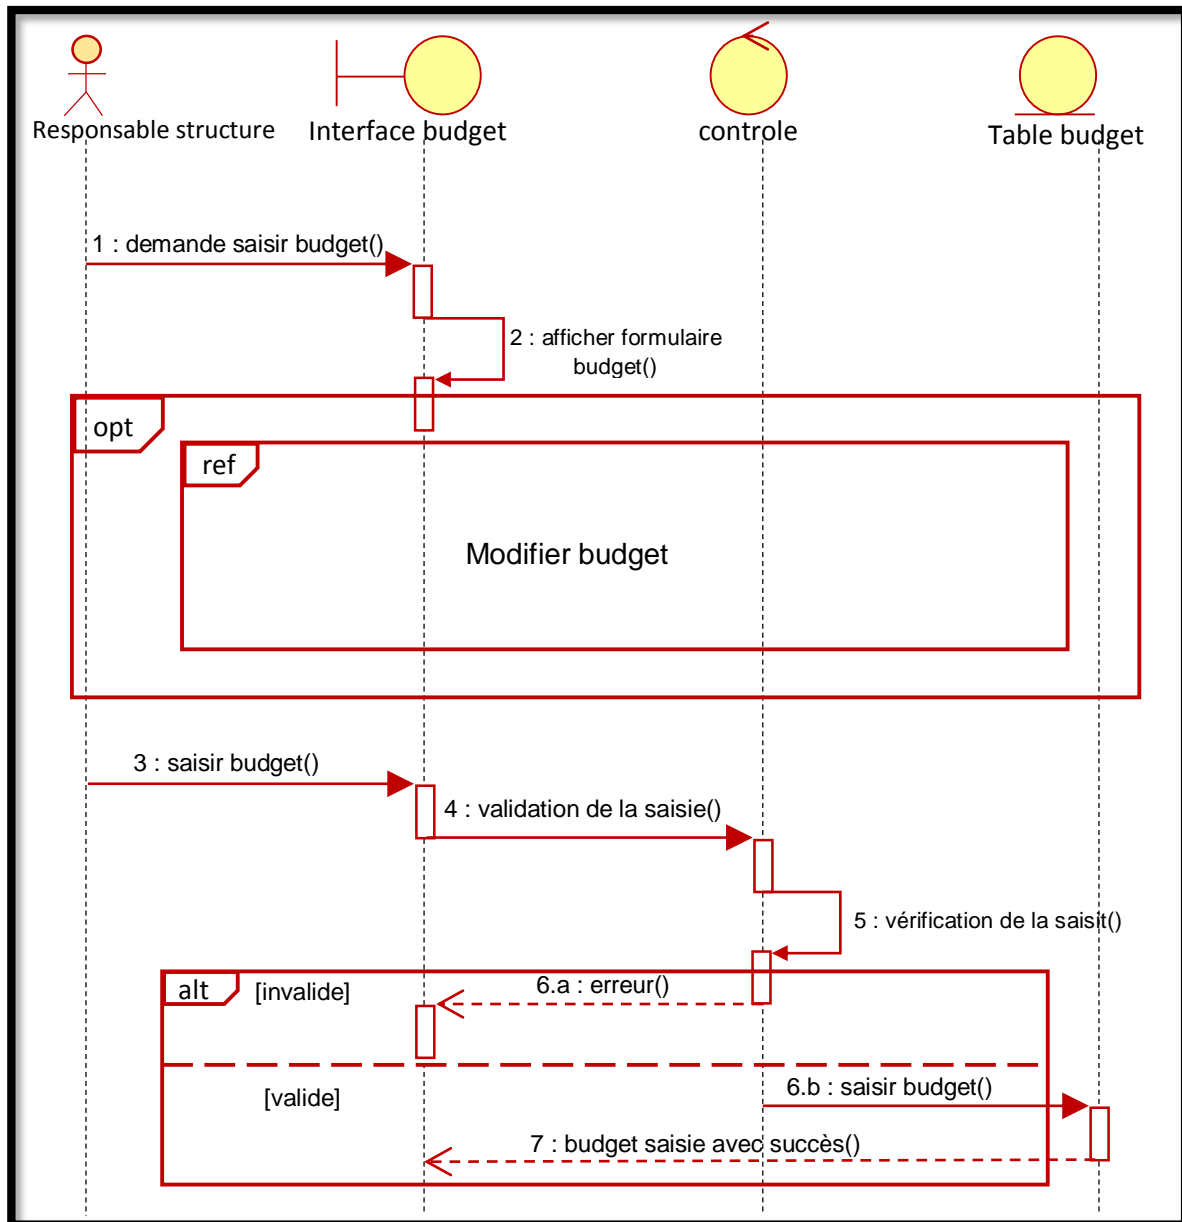 Responsable structure
Interface budget
controle
Table budget
1 : demande saisir budget()
2 : afficher formulaire
budget()
opt
ref
Modifier budget
3 : saisir budget()
4 : validation de la saisie()
5 : vérification de la saisit()
alt
[invalide]
6.a : erreur()
[valide]
6.b : saisir budget()
7 : budget saisie avec succès()